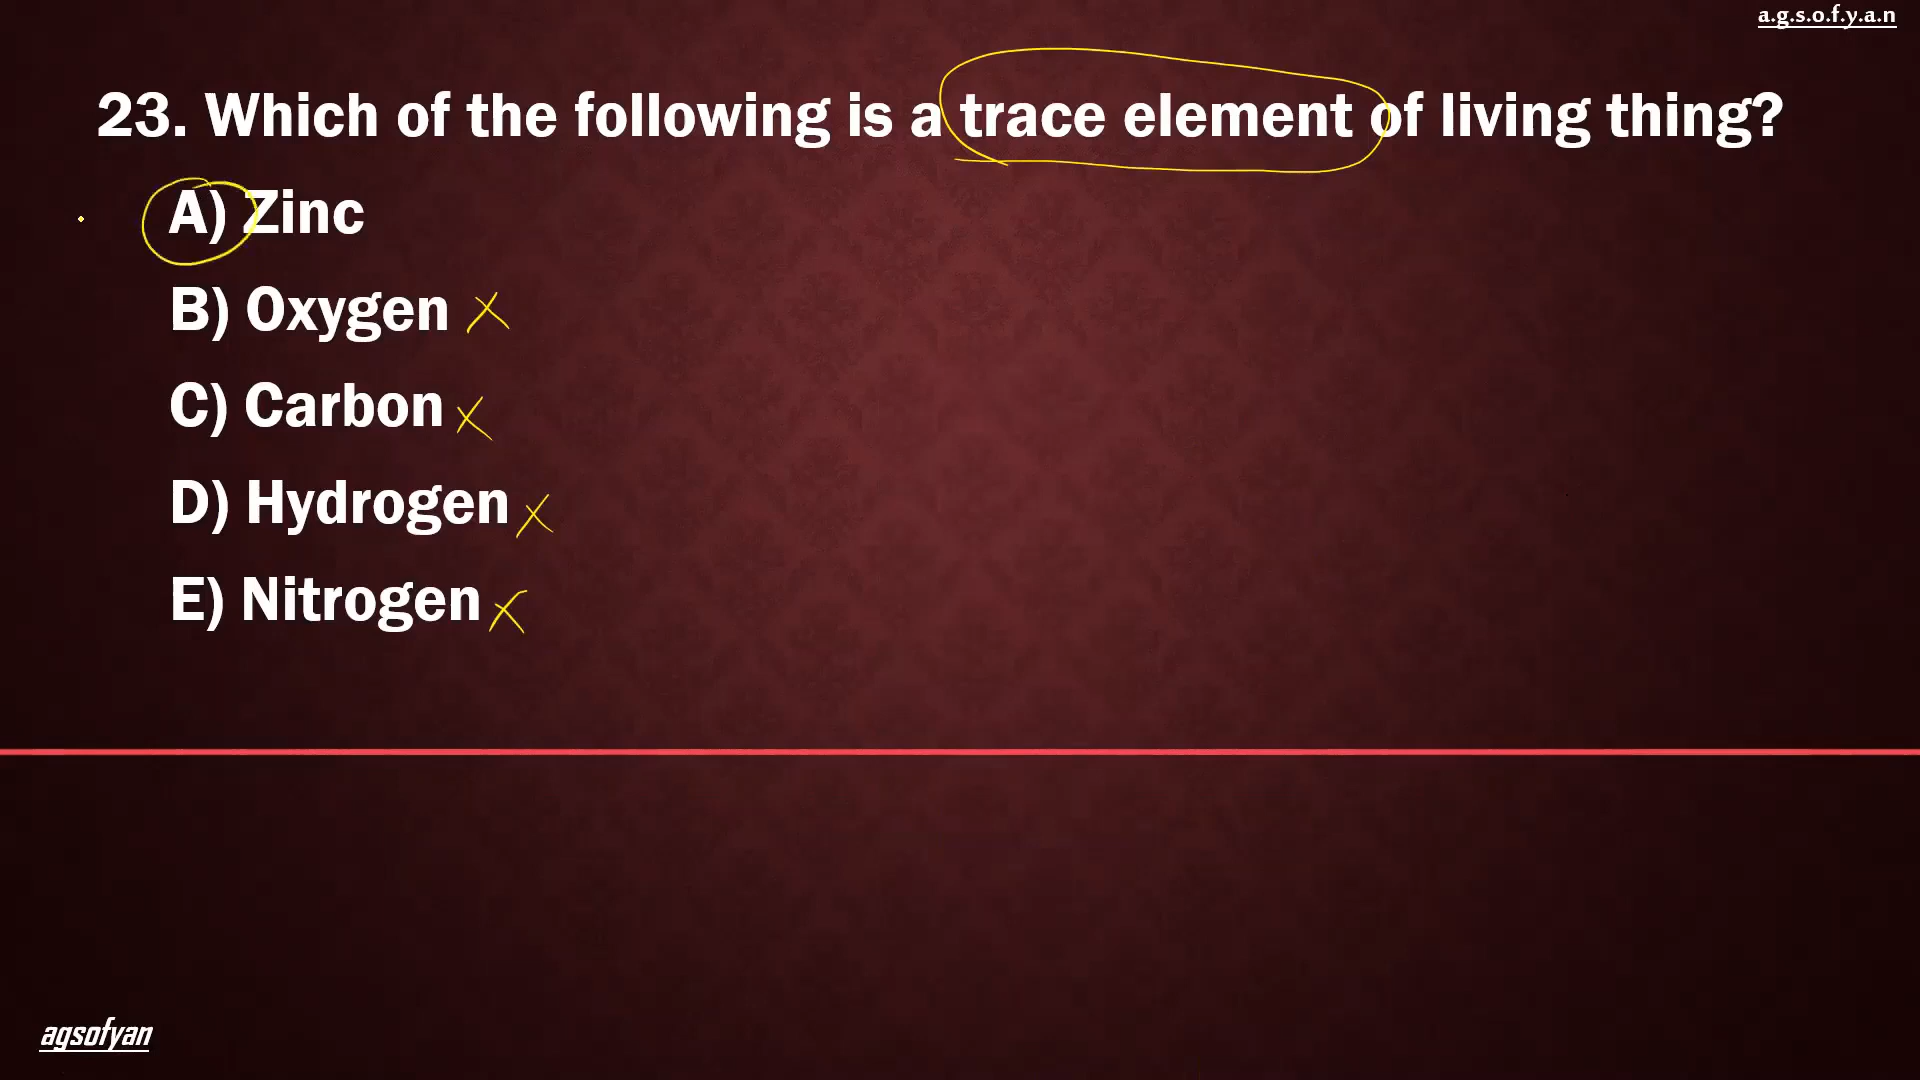 a.g.s.o.f.y.a.n
23. Which of the following is a trace element of living thing?
A) Zinc
B) Oxygen
C) Carbon
D) Hydrogen
E) Nitrogen
agsofyan